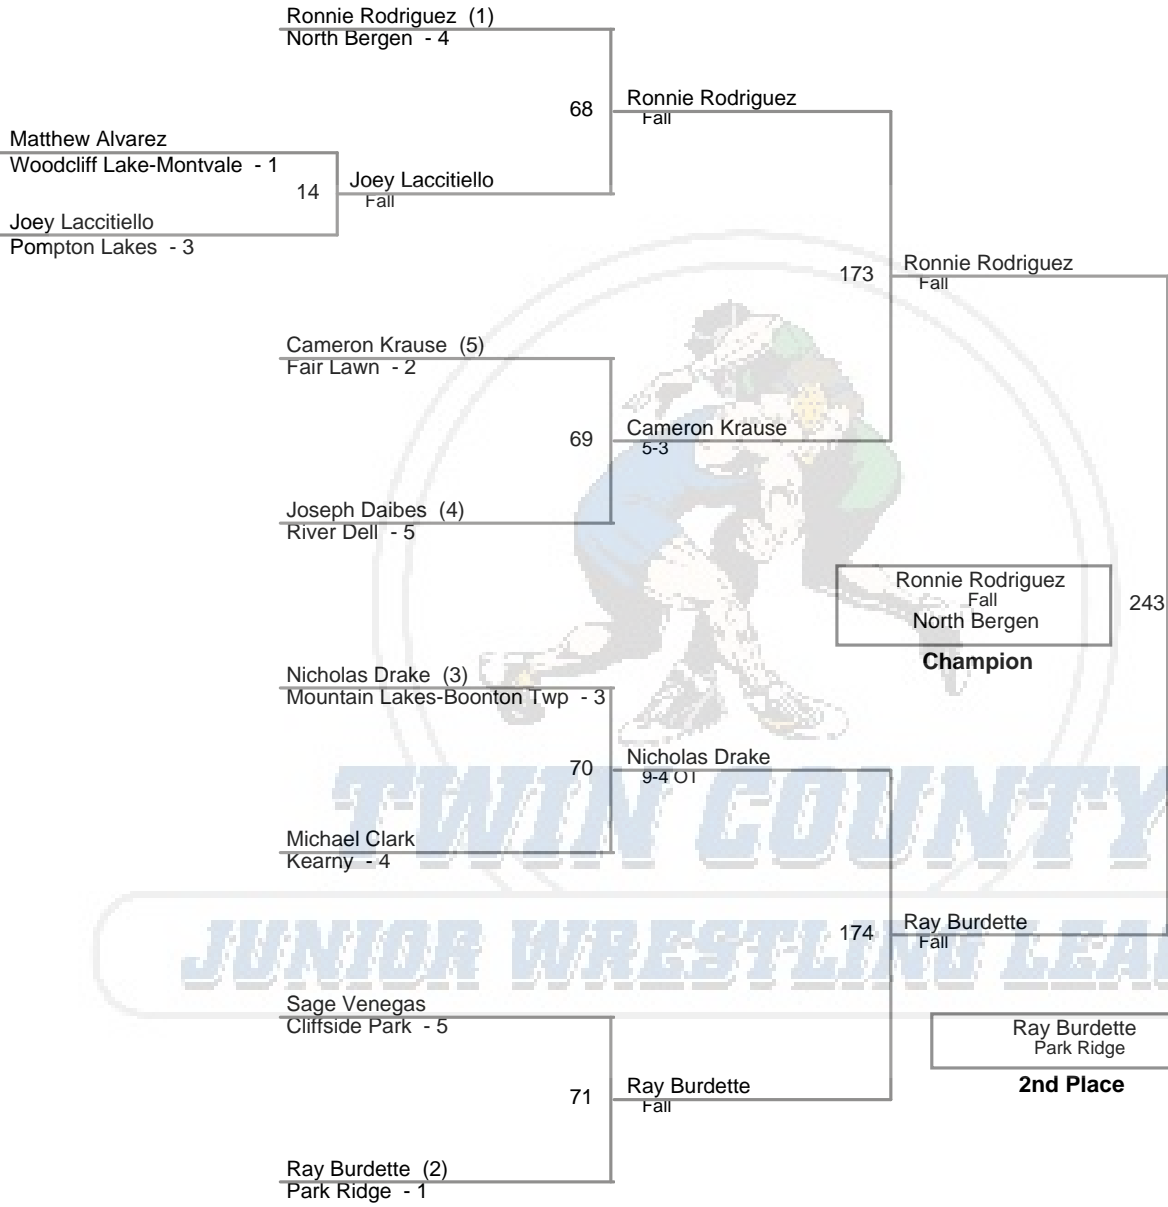 Ronnie Rodriguez (1)
North Bergen - 4
68
Ronnie Rodriguez
Fall
Matthew Alvarez
Woodcliff Lake-Montvale - 1
14
Joey Laccitiello
Fall
Joey Laccitiello
Pompton Lakes - 3
173
Ronnie Rodriguez
Fall
Cameron Krause (5)
Fair Lawn - 2
69
Cameron Krause
5-3
Joseph Daibes (4)
River Dell - 5
Ronnie Rodriguez
Fall
North Bergen
243
Champion
Nicholas Drake (3)
Mountain Lakes-Boonton Twp - 3
70
Nicholas Drake
9-4 OT
TWIN COUNTY
Michael Clark
Kearny - 4
174
Ray Burdette
Fall
JUNIOR WRESTLING LEA
Sage Venegas
Cliffside Park - 5
Ray Burdette
Park Ridge
2nd Place
71
Ray Burdette
Fall
Ray Burdette (2)
Park Ridge - 1